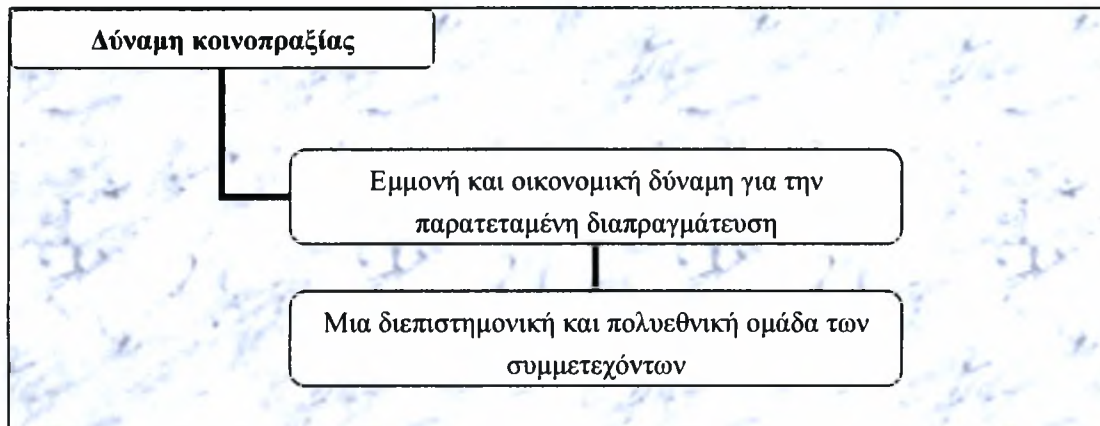 Δύναμη κοινοπραξίας
Εμμονή και οικονομική δύναμη για την
παρατεταμένη διαπραγμάτευση
Μια διεπιστημονική και πολυεθνική ομάδα των
συμμετεχόντων